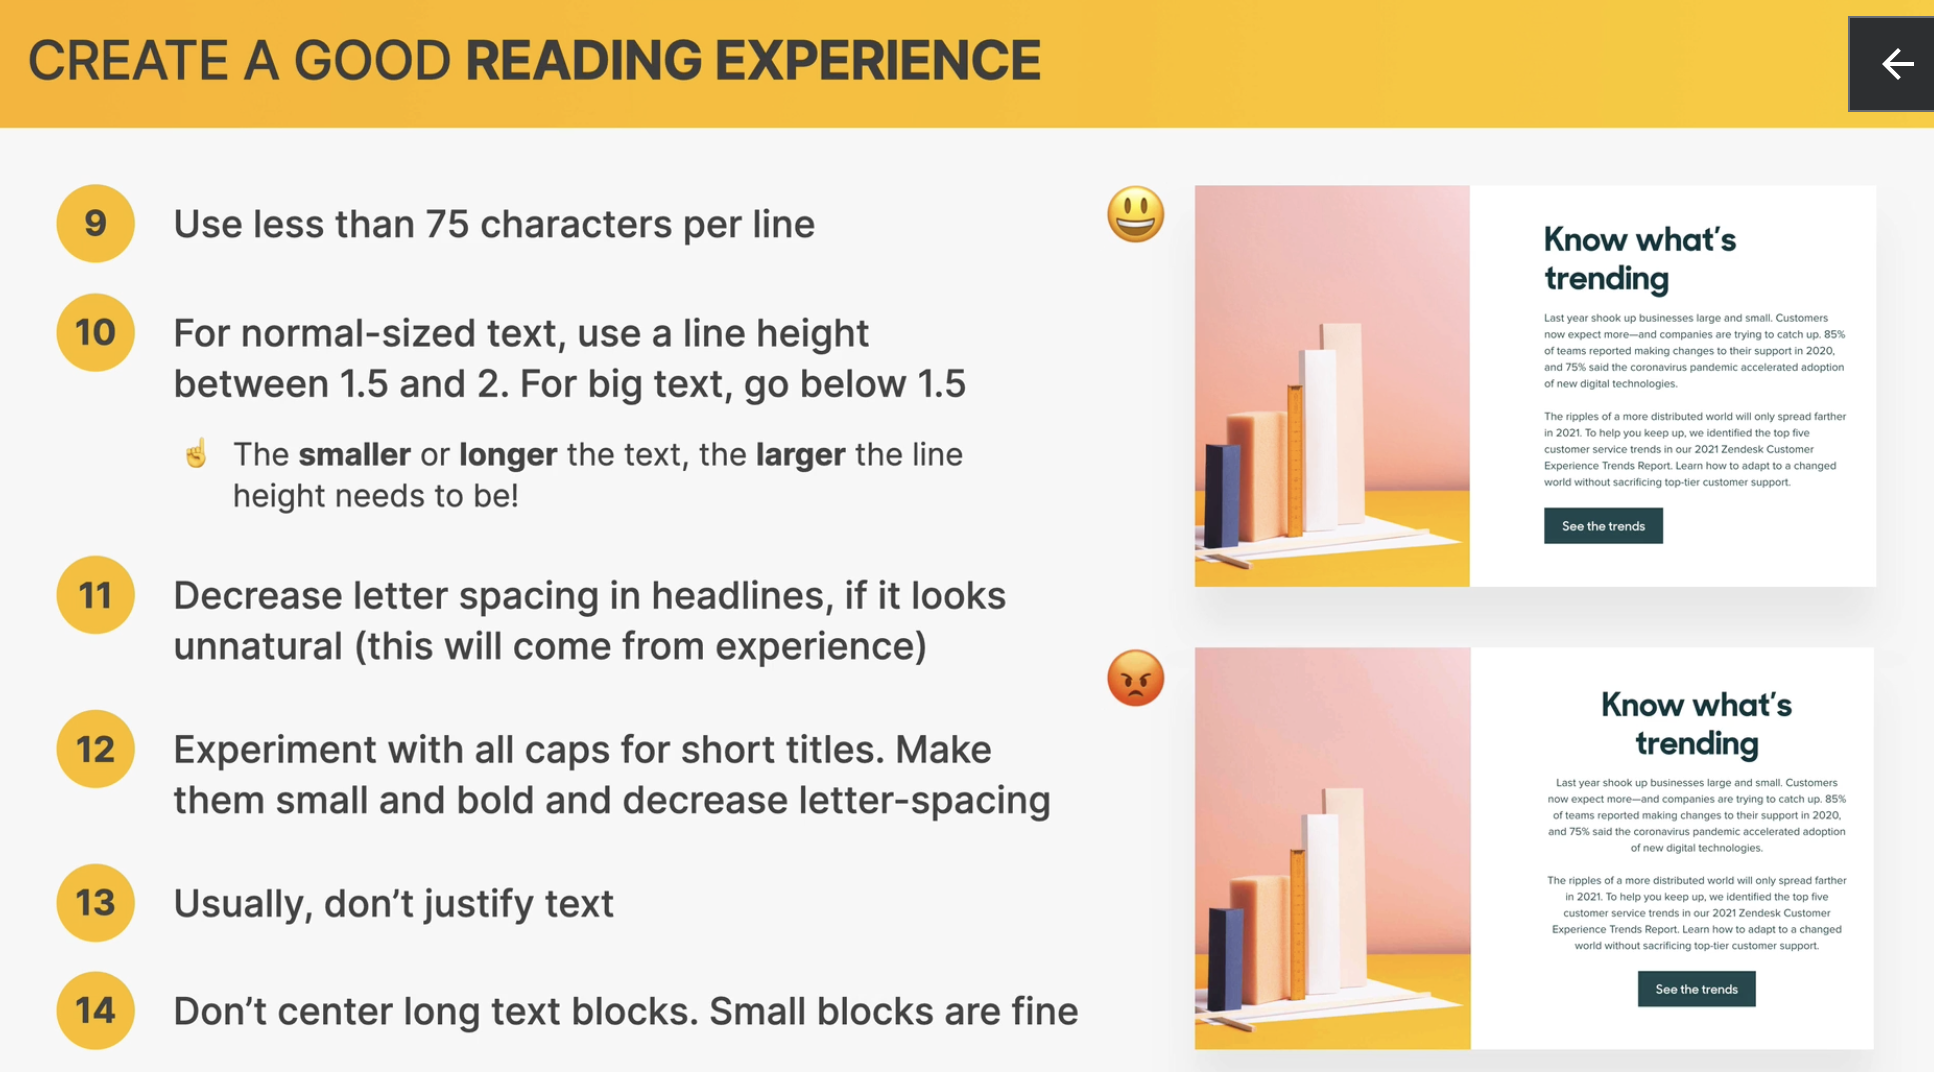 CREATE A GOOD READING EXPERIENCE
9
Use less than 75 characters per line
10
For normal-sized text, use a line height
between 1.5 and 2. For big text, go below 1.5
The smaller or longer the text, the larger the line
height needs to be!
11
Decrease letter spacing in headlines, if it looks
unnatural (this will come from experience)
12
Experiment with all caps for short titles. Make
them small and bold and decrease letter-spacing
13
Usually, don’t justify text
14
Don’t center long text blocks. Small blocks are fine
Know what’s
trending
Last year shook up businesses large and small. Customers
now expect more—and companies are trying to catch up. 85%
of teams reported making changes to their support in 2020,
and 75% said the coronavirus pandemic accelerated adoption
of new digital technologies.
The ripples of a more distributed world will only spread farther
in 2021. To help you keep up, we identified the top five
customer service trends in our 2021 Zendesk Customer
Experience Trends Report. Learn how to adapt to a changed
world without sacrificing top-tier customer support.
See the trends
Know what’s
trending
Last year shook up businesses large and small. Customers
now expect more—and companies are trying to catch up. 85%
of teams reported making changes to their support in 2020,
and 75% said the coronavirus pandemic accelerated adoption
of new digital technologies.
The ripples of a more distributed world will only spread farther
in 2021. To help you keep up, we identified the top five
customer service trends in our 2021 Zendesk Customer
Experience Trends Report. Learn how to adapt to a changed
world without sacrificing top-tier customer support.
See the trends